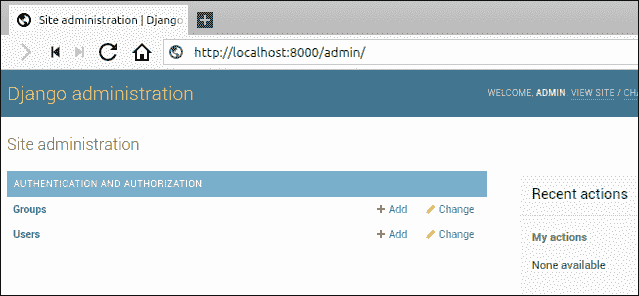 Site administration | Django
http://localhost:8000/admin/
Django administration
WELCOME, ADMIN. VIEW SITE / CHA
Site administration
AUTHENTICATION AND AUTHORIZATION
Groups Add Change
Users Add Change
Recent actions
My actions
None available